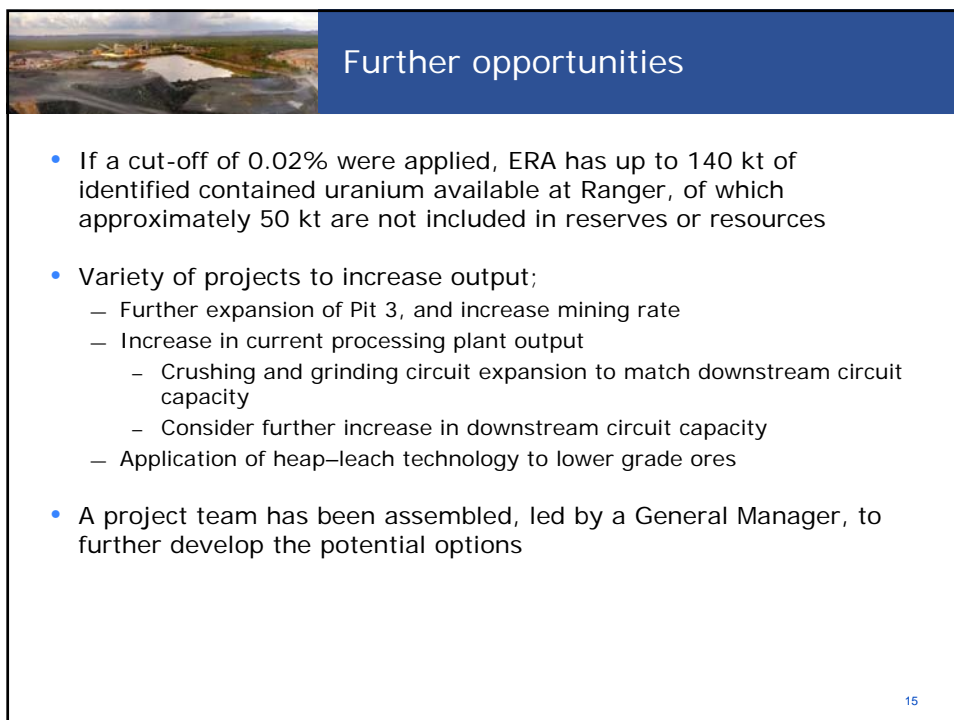 Further opportunities
• If a cut-off of 0.02% were applied, ERA has up to 140 kt of
identified contained uranium available at Ranger, of which
approximately 50 kt are not included in reserves or resources
• Variety of projects to increase output;
— Further expansion of Pit 3, and increase mining rate
— Increase in current processing plant output
– Crushing and grinding circuit expansion to match downstream circuit
capacity
– Consider further increase in downstream circuit capacity
— Application of heap–leach technology to lower grade ores
• A project team has been assembled, led by a General Manager, to
further develop the potential options
15